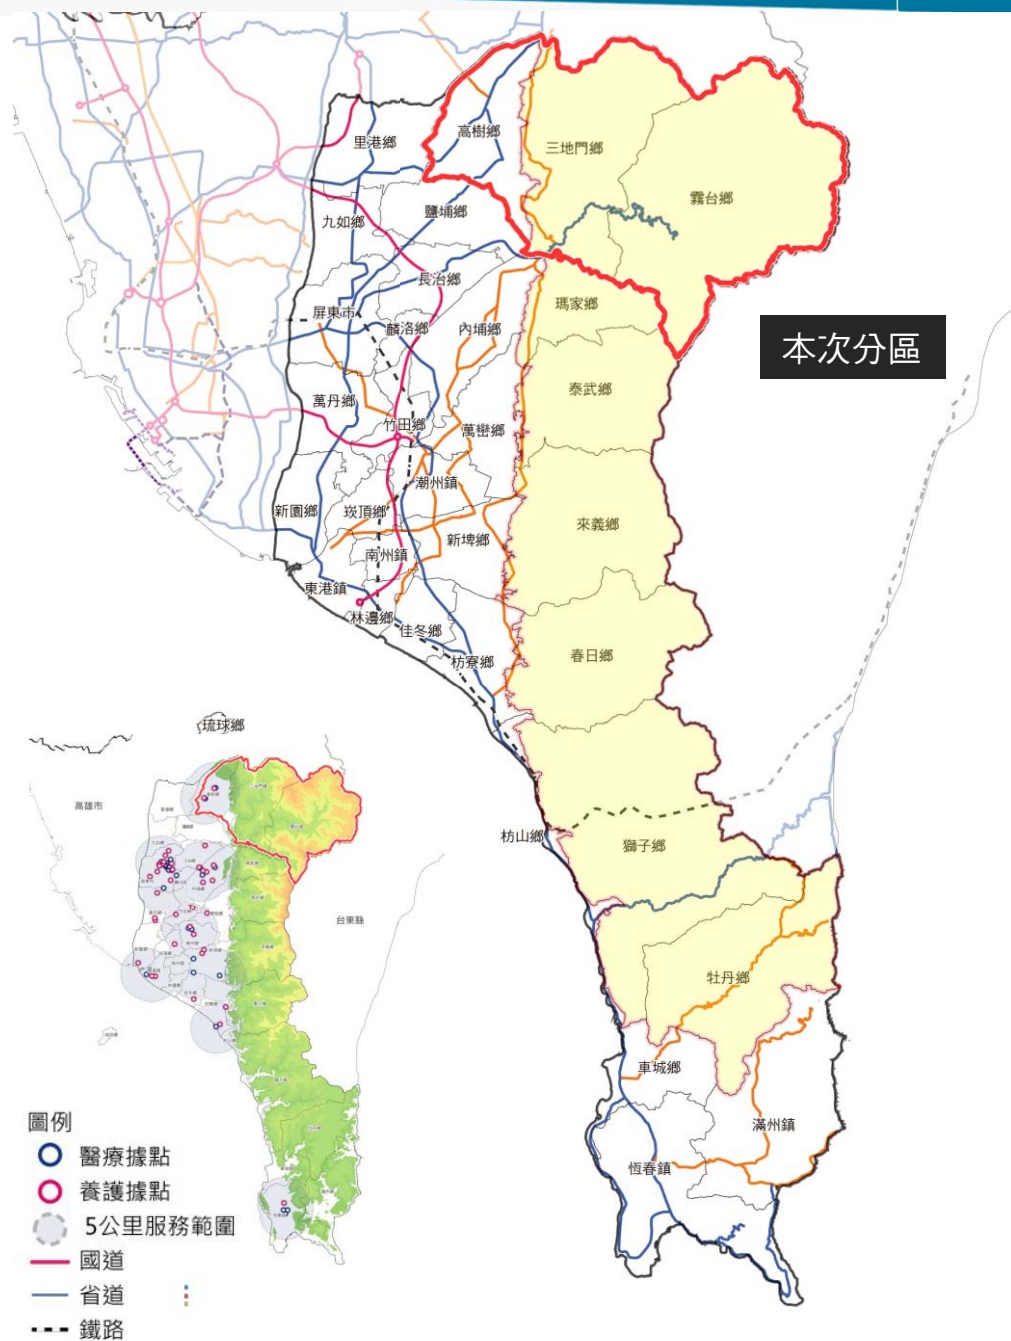 高樹鄉
里港鄉
三地門鄉
霧台鄉
鹽埔鄉
九如鄉
長治鄉
瑪家鄉
屏東市
麟洛鄉
內埔鄉
本次分區
泰武鄉
萬丹鄉
竹田鄉
萬巒鄉
潮州鎮
新園鄉
崁頂鄉
來義鄉
新埤鄉
南州鎮
東港鎮
林邊鄉
佳冬鄉
枋寮鄉
春日鄉
琉球鄉
高雄市
枋山鄉
獅子鄉
台東縣
牡丹鄉
車城鄉
滿州鎮
恆春鎮
圖例
醫療據點
養護據點
5公里服務範圍
國道
省道
鐵路